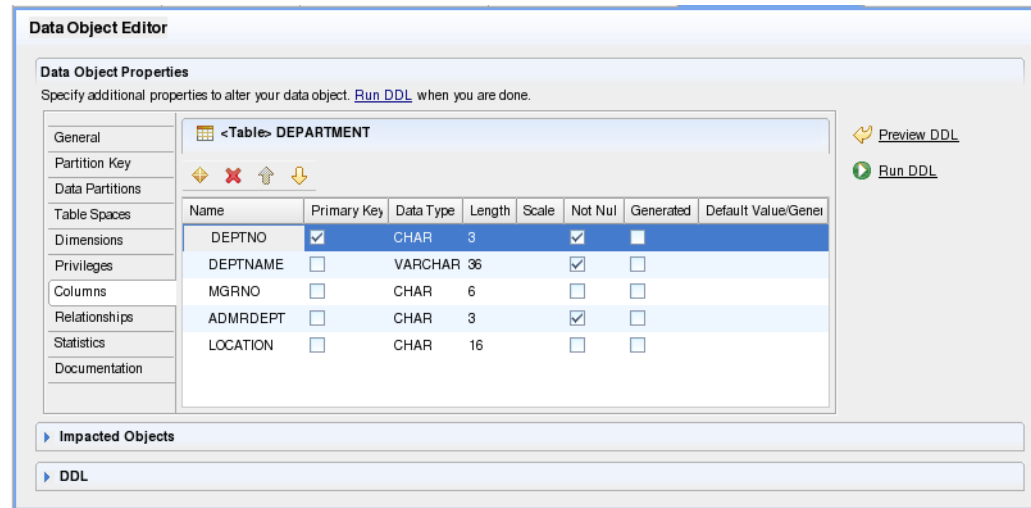 Data Object Editor
Data Object Properties
Specify additional properties to alter your data object. Run DDL when you are done.
General
Partition Key
Data Partitions
Table Spaces
Dimensions
Privileges
Columns
Relationships
Statistics
Documentation
<Table> DEPARTMENT
Name Primary Key Data Type Length Scale Not Nul Generated Default Value/Gener
DEPTNO CHAR 3
DEPTNAME VARCHAR 36
MGRNO CHAR 6
ADMRDEPT CHAR 3
LOCATION CHAR 16
Preview DDL
Run DDL
Impacted Objects
DDL